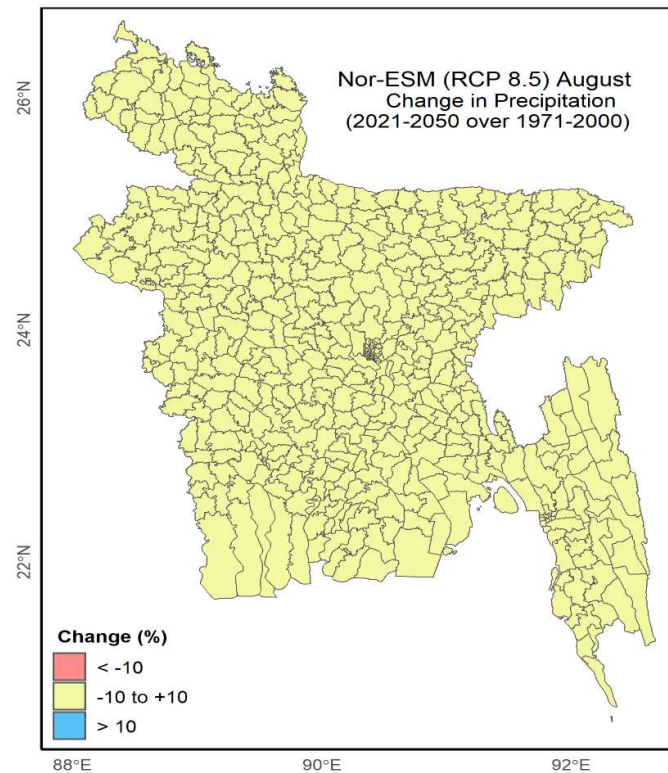 Nor-ESM (RCP 8.5) August
Change in Precipitation
(2021-2050 over 1971-2000)
26°N
24°N
22°N
Change (%)
< -10
-10 to +10
> 10
88°E
90°E
92°E